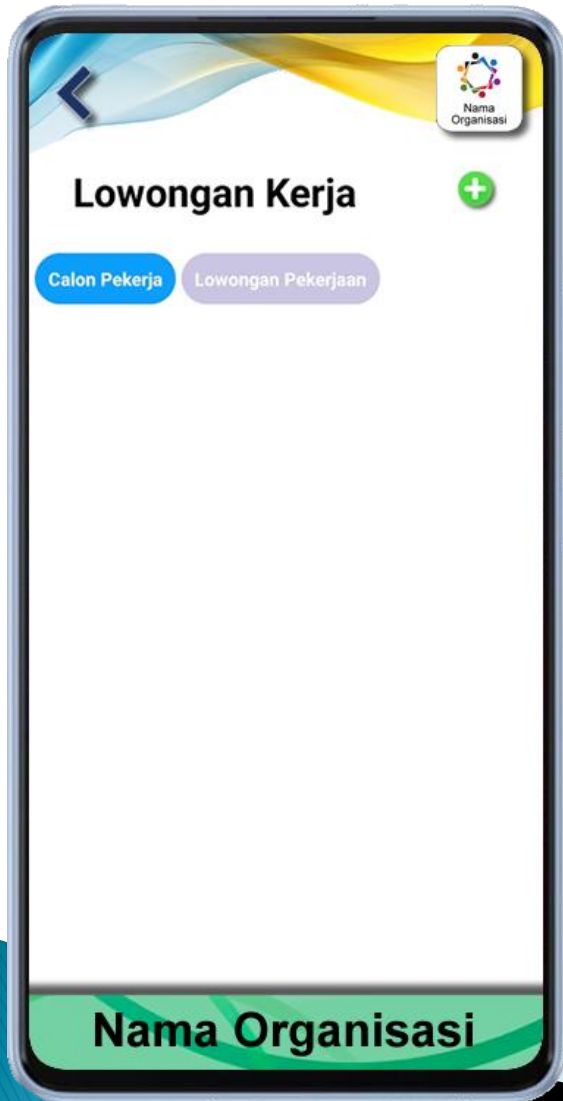 Nama
Organisasi
Lowongan Kerja
Calon Pekerja
Lowongan Pekerjaan
Nama Organisasi